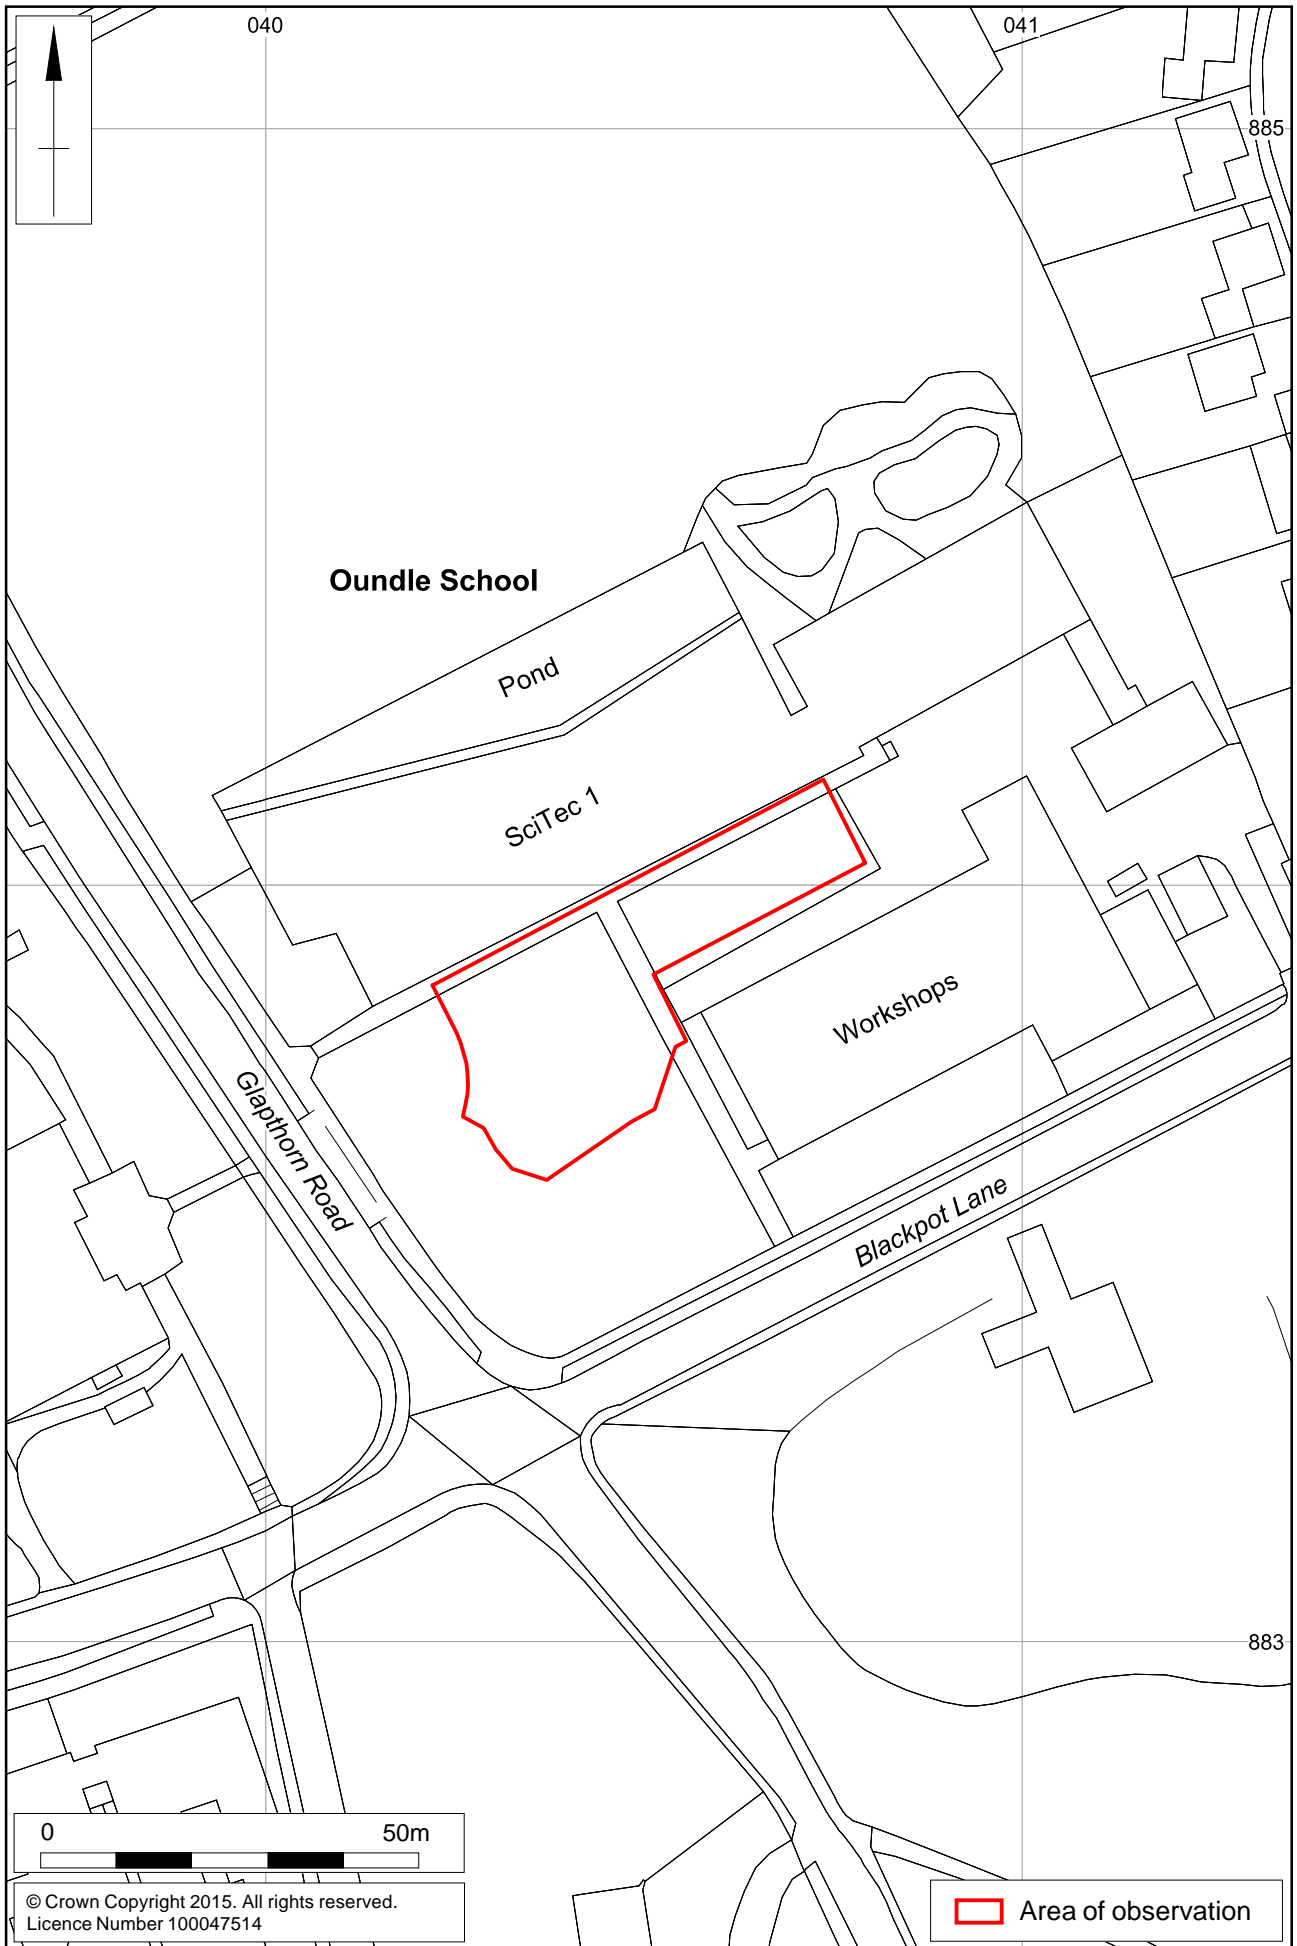 040
041
885
Oundle School
Pond
SciTec 1
Workshops
Glapthorn Road
Blackpot Lane
883
0 50m
© Crown Copyright 2015. All rights reserved.
Licence Number 100047514
Area of observation